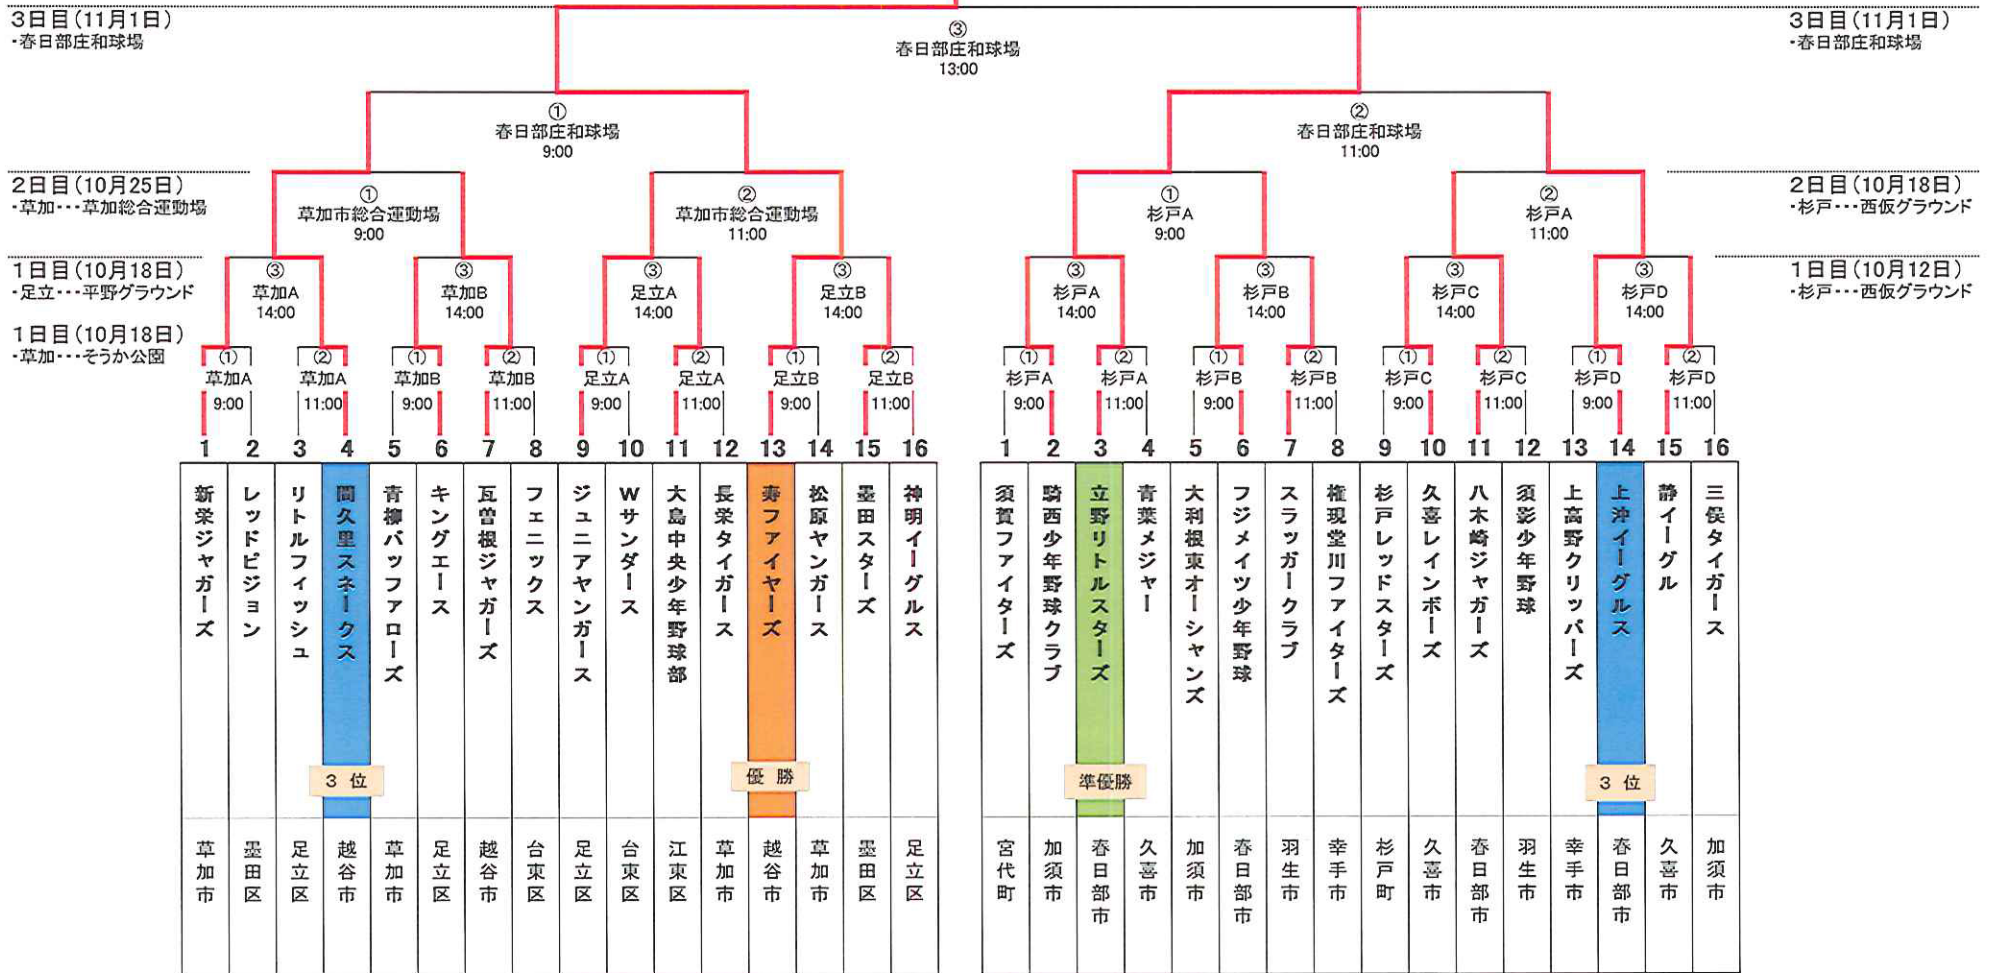 3日目(11月1日)
・春日部庄和球場
③
春日部庄和球場
13:00
3日目(11月1日)
・春日部庄和球場
①
春日部庄和球場
9:00
②
春日部庄和球場
11:00
2日目(10月25日)
・草加・・・草加総合運動場
①
草加市総合運動場
9:00
②
草加市総合運動場
11:00
①
杉戸A
9:00
②
杉戸A
11:00
2日目(10月18日)
・杉戸・・・西仮グラウンド
1日目(10月18日)
・足立・・・平野グラウンド
③
草加A
14:00
③
草加B
14:00
③
足立A
14:00
③
足立B
14:00
③
杉戸A
14:00
③
杉戸B
14:00
③
杉戸C
14:00
③
杉戸D
14:00
1日目(10月12日)
・杉戸・・・西仮グラウンド
1日目(10月18日)
・草加・・・そうか公園
①
草加A
9:00
②
草加A
11:00
①
草加B
9:00
②
草加B
11:00
①
足立A
9:00
②
足立A
11:00
①
足立B
9:00
②
足立B
11:00
①
杉戸A
9:00
②
杉戸A
11:00
①
杉戸B
9:00
②
杉戸B
11:00
①
杉戸C
9:00
②
杉戸C
11:00
①
杉戸D
9:00
②
杉戸D
11:00
1 2 3 4 5 6 7 8 9 10 11 12 13 14 15 16
1 2 3 4 5 6 7 8 9 10 11 12 13 14 15 16
新栄ジャガーズ
レッドビジョン
リトルフィッシュ
間久里スネークス
青柳バッファローズ
キングエース
瓦曽根ジャガーズ
フェニックス
ジュニアヤンガース
Wサンダース
大島中央少年野球部
長栄タイガース
寿ファイヤーズ
松原ヤンガース
墨田スターズ
神明イーグルス
須賀ファイターズ
騎西少年野球クラブ
立野リトルスターズ
青葉メジャー
大利根東オーシャンズ
フジメイツ少年野球
スラッガークラブ
権現堂川ファイターズ
杉戸レッドスターズ
久喜レインボーズ
八木崎ジャガーズ
須影少年野球
上高野クリッパーズ
上沖イーグルス
静イーグル
三俣タイガース
3 位
優 勝
準優勝
3 位
草加市
墨田区
足立区
越谷市
草加市
足立区
越谷市
台東区
足立区
台東区
江東区
草加市
越谷市
草加市
墨田区
足立区
宮代町
加須市
春日部市
久喜市
加須市
春日部市
羽生市
幸手市
杉戸町
久喜市
春日部市
羽生市
幸手市
春日部市
久喜市
加須市